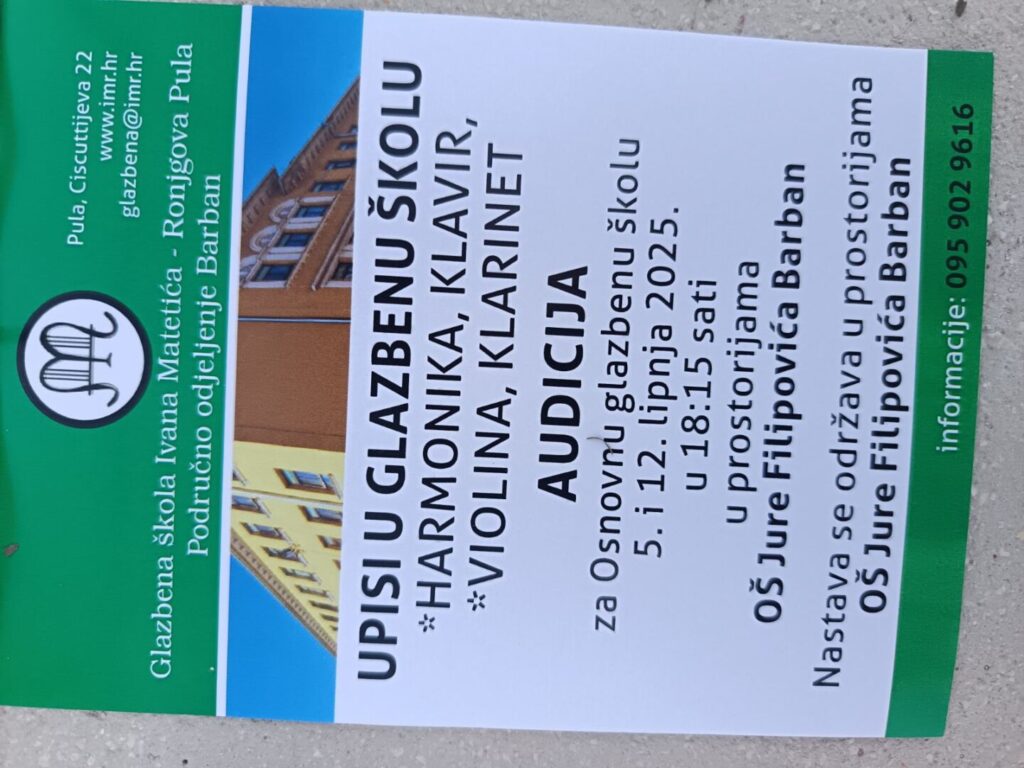 Pula, Ciscuttijeva 22
www.imr.hr
glazbena@imr.hr
Glazbena škola Ivana Matetića - Ronjgova Pula
Područno odjeljenje Barban
UPISI U GLAZBENU ŠKOLU
*HARMONIKA, KLAVIR,
*VIOLINA, KLARINET
AUDICIJA
za Osnovnu glazbenu školu
5. i 12. lipnja 2025.
u 18:15 sati
u prostorijama
OŠ Jure Filipovića Barban
Nastava se održava u prostorijama
OŠ Jure Filipovića Barban
informacije: 095 902 9616